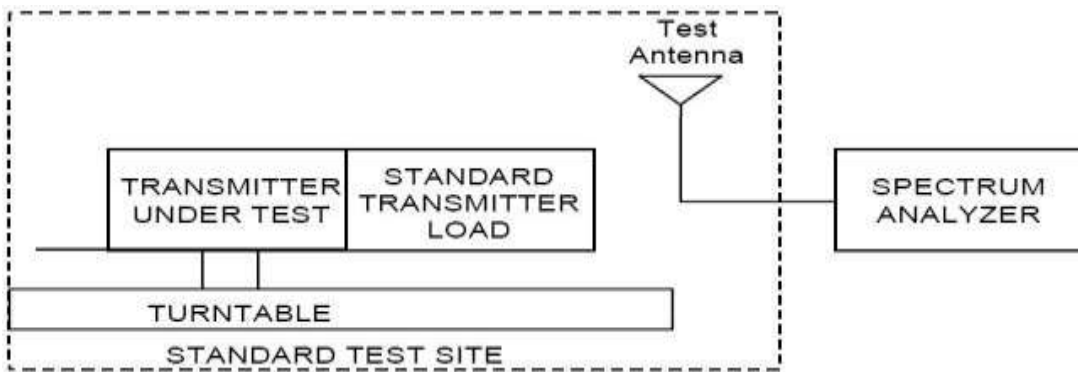 Test
Antenna
TRANSMITTER
UNDER TEST
STANDARD
TRANSMITTER
LOAD
SPECTRUM
ANALYZER
TURNTABLE
STANDARD TEST SITE